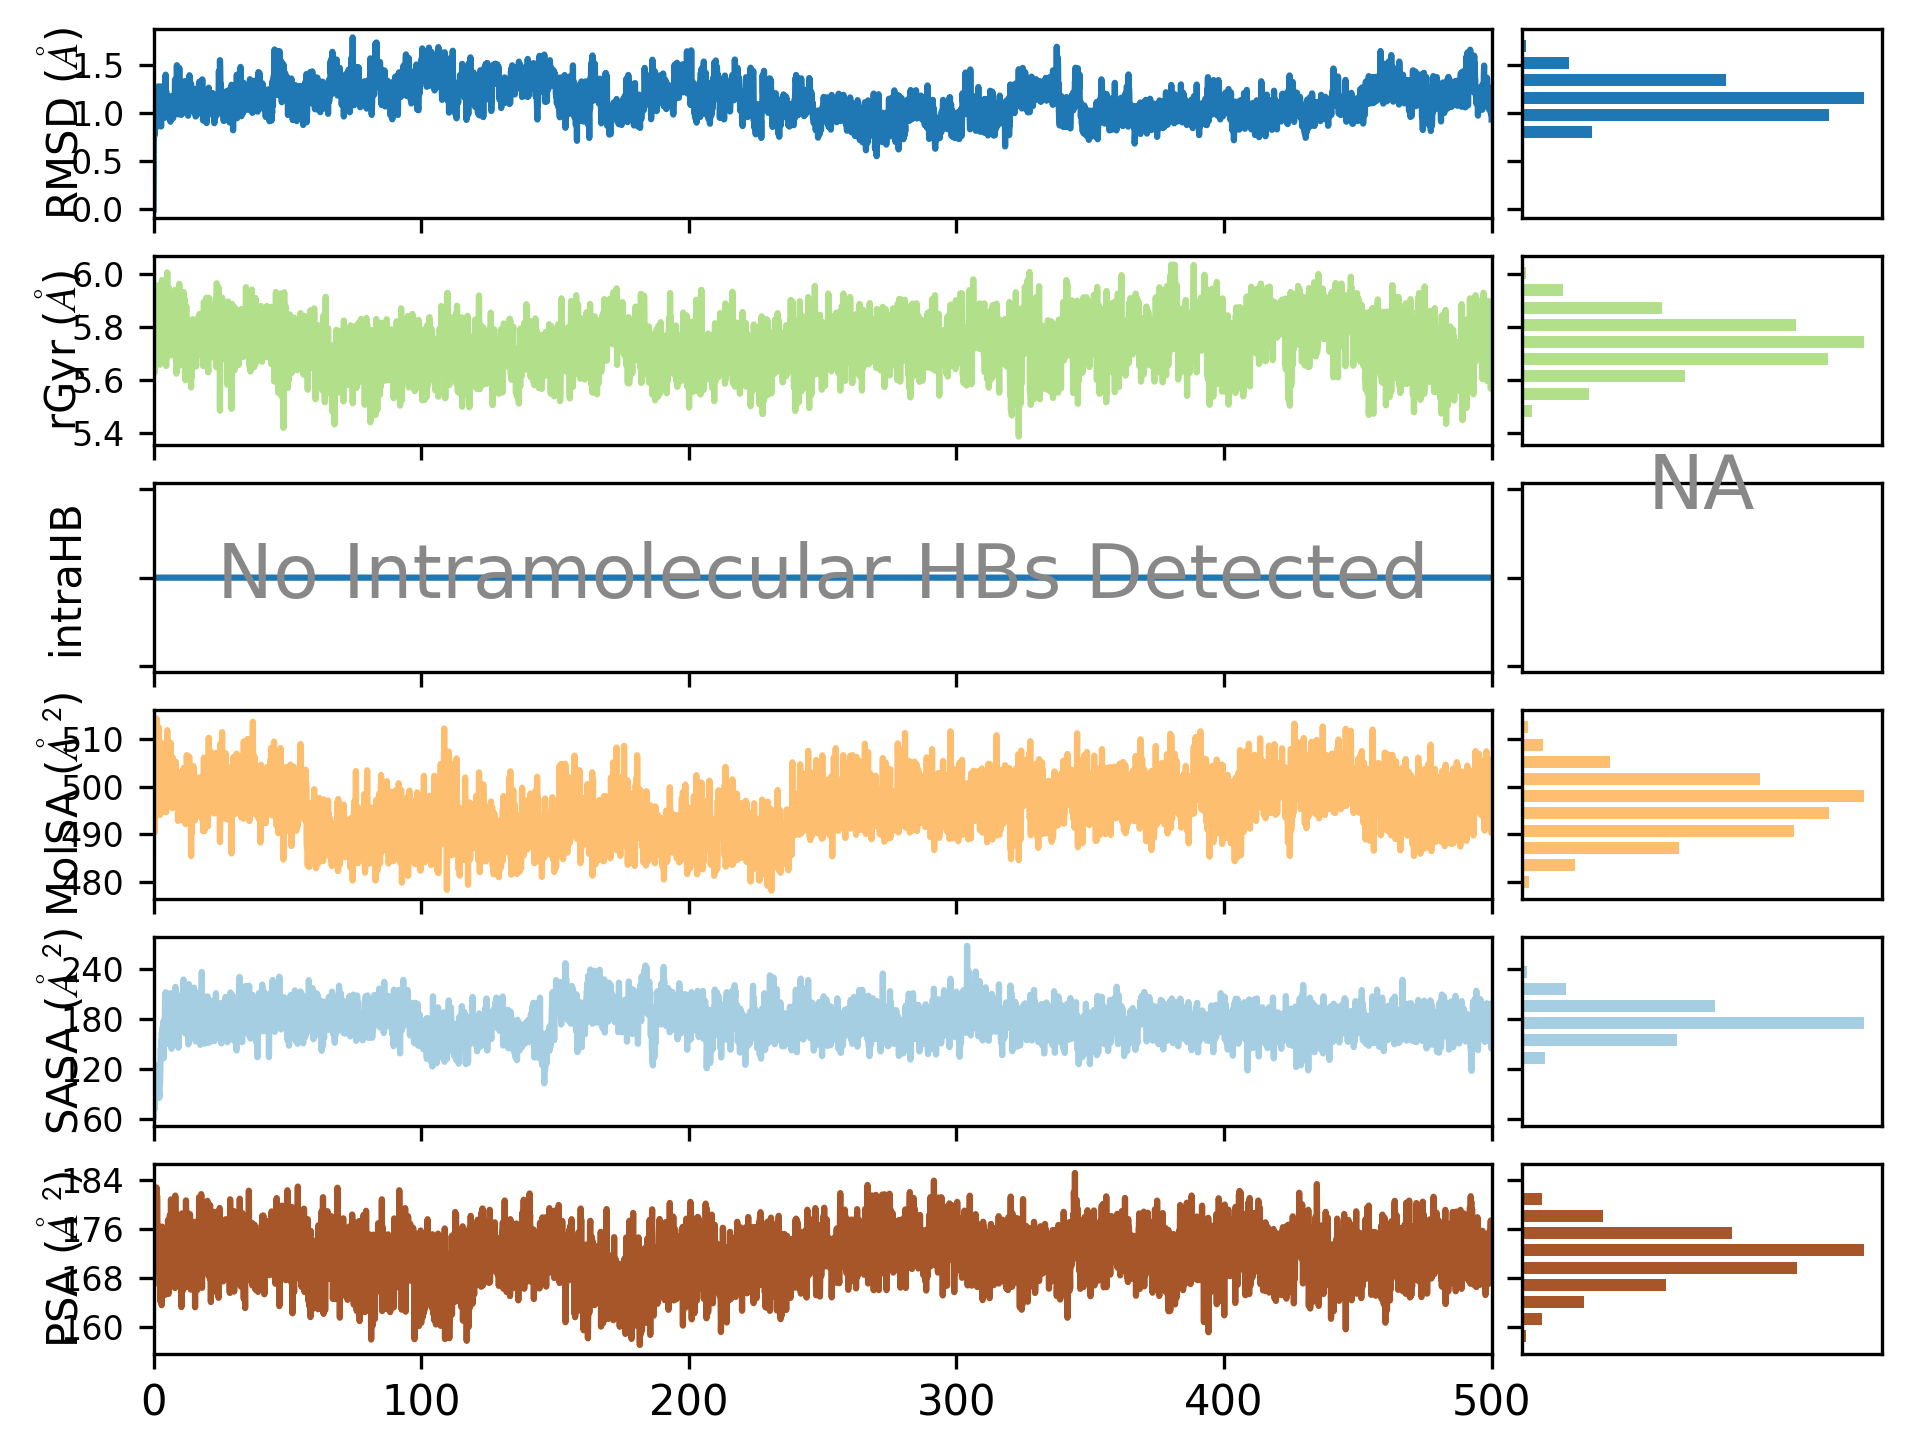 RMSD (Å)
1.5
1.0
0.5
0.0
rGyr (Å)
6.0
5.8
5.6
5.4
intraHB
No Intramolecular HBs Detected
NA
MolSA (Å²)
510
500
490
480
SASA (Å²)
240
180
120
60
PSA (Å²)
184
176
168
160
0 100 200 300 400 500